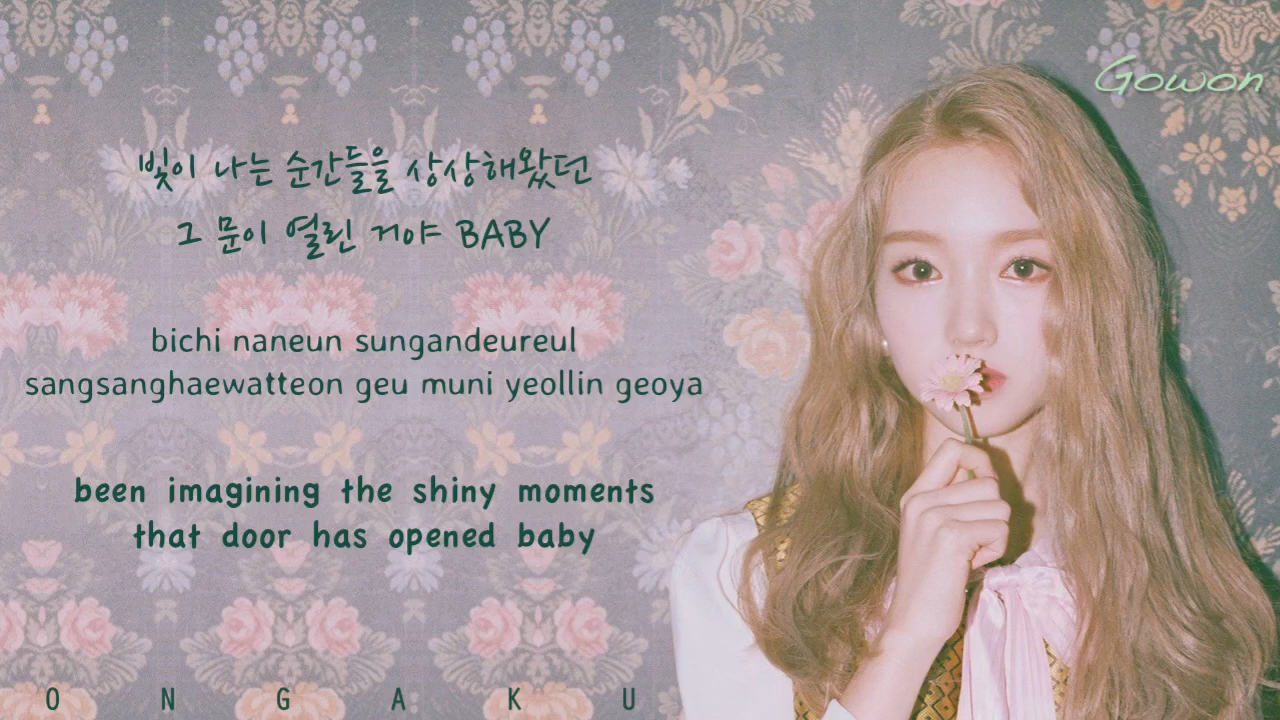 Gowon
빛이 나는 순간들을 상상해왔던
그 문이 열린 거야 BABY
bichi naneun sungandeureul
sangsanghaewatteon geu muni yeollin geoya
been imagining the shiny moments
that door has opened baby
ONGAKU